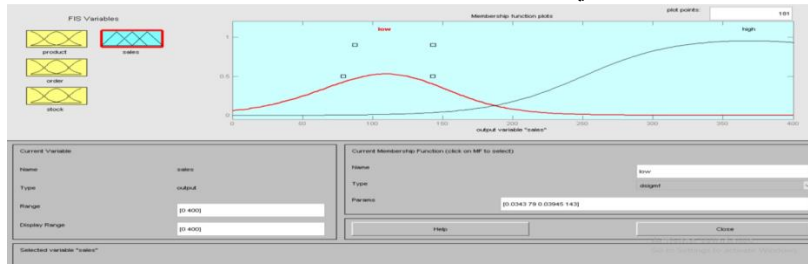 FIS Variables
Membership function plots
plot points:
181
product
sales
order
stock
low
high
1
0.5
0
0
50
100
150
200
250
300
350
400
output variable "sales"
Current Variable
Name
sales
Type
output
Range
[0 400]
Display Range
[0 400]
Current Membership Function (click on MF to select)
Name
low
Type
dsigmf
Params
[0.0343 79 0.03945 143]
Help
Close
Selected variable "sales"